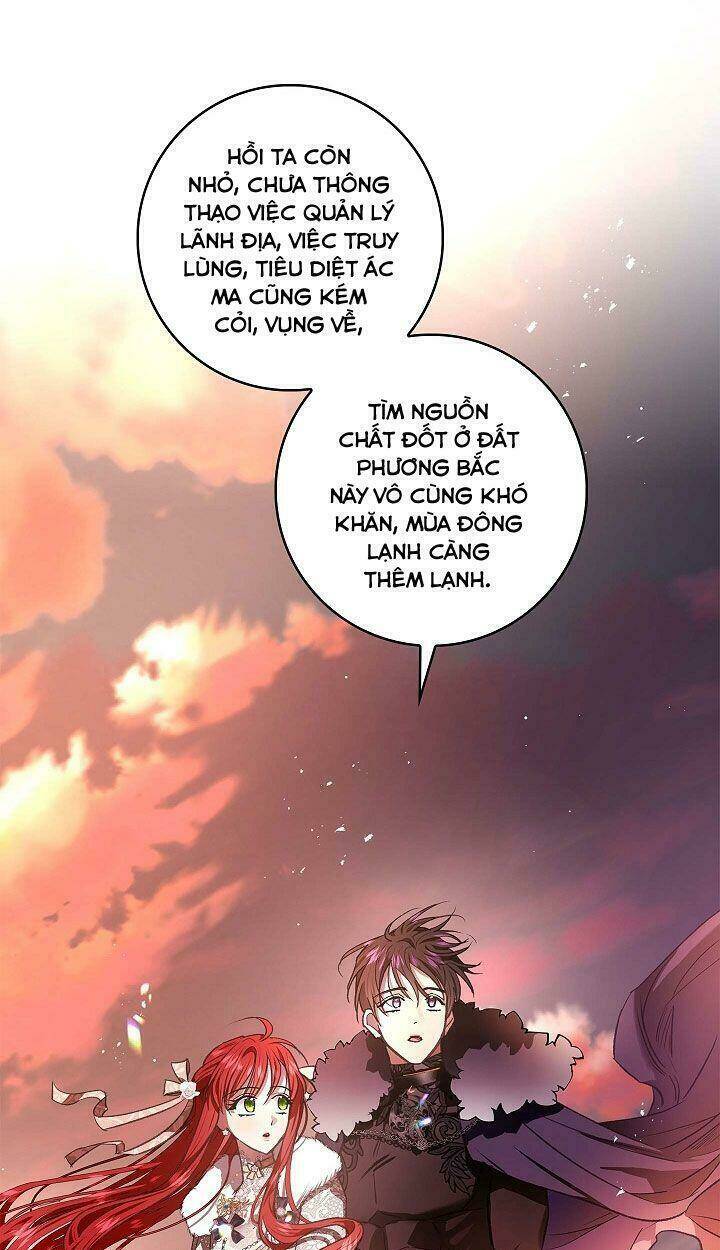 HỒI TA CÒN
NHỎ, CHƯA THÔNG
THẠO VIỆC QUẢN LÝ
LÃNH ĐỊA, VIỆC TRUY
LÙNG, TIÊU DIỆT ÁC
MA CŨNG KÉM
CỎI, VỤNG VỀ,
TÌM NGUỒN
CHẤT ĐỐT Ở ĐẤT
PHƯƠNG BẮC
NÀY VÔ CÙNG KHÓ
KHĂN, MÙA ĐÔNG
LẠNH CÀNG
THÊM LẠNH.